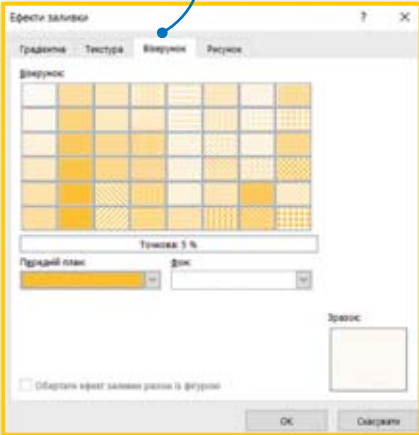 Ефекти заливки ? ×
Градієнтна Текстура Візерунок Рисунок
Візерунок:
Точкова: 5 %
Передній план: Фон:
Зразок:
Обертати ефект заливки разом із фігурою
ОК Скасувати